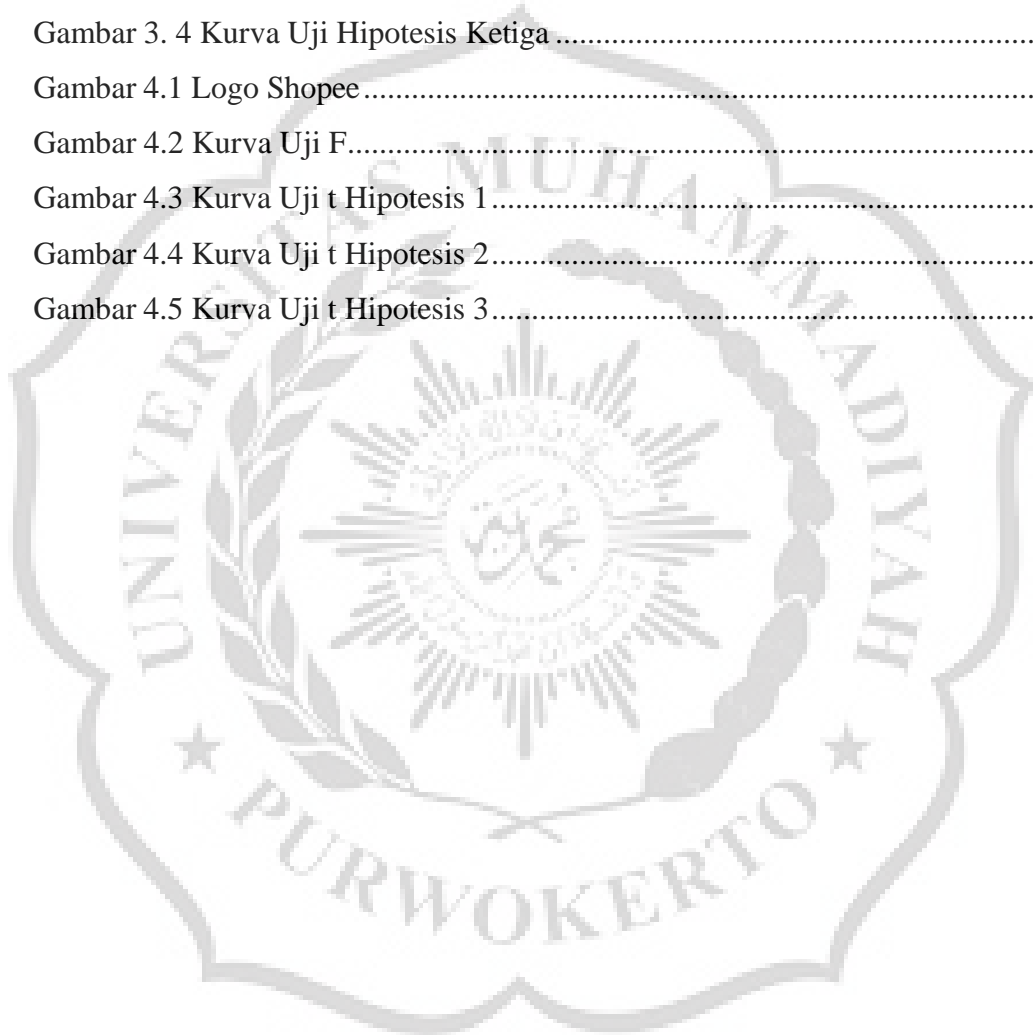 Gambar 3. 4 Kurva Uji Hipotesis Ketiga ..........................................................
Gambar 4.1 Logo Shopee ..................................................................................
Gambar 4.2 Kurva Uji F....................................................................................
Gambar 4.3 Kurva Uji t Hipotesis 1..................................................................
Gambar 4.4 Kurva Uji t Hipotesis 2..................................................................
Gambar 4.5 Kurva Uji t Hipotesis 3..................................................................
UNIVERSITAS MUHAMMADIYAH
PURWOKERTO